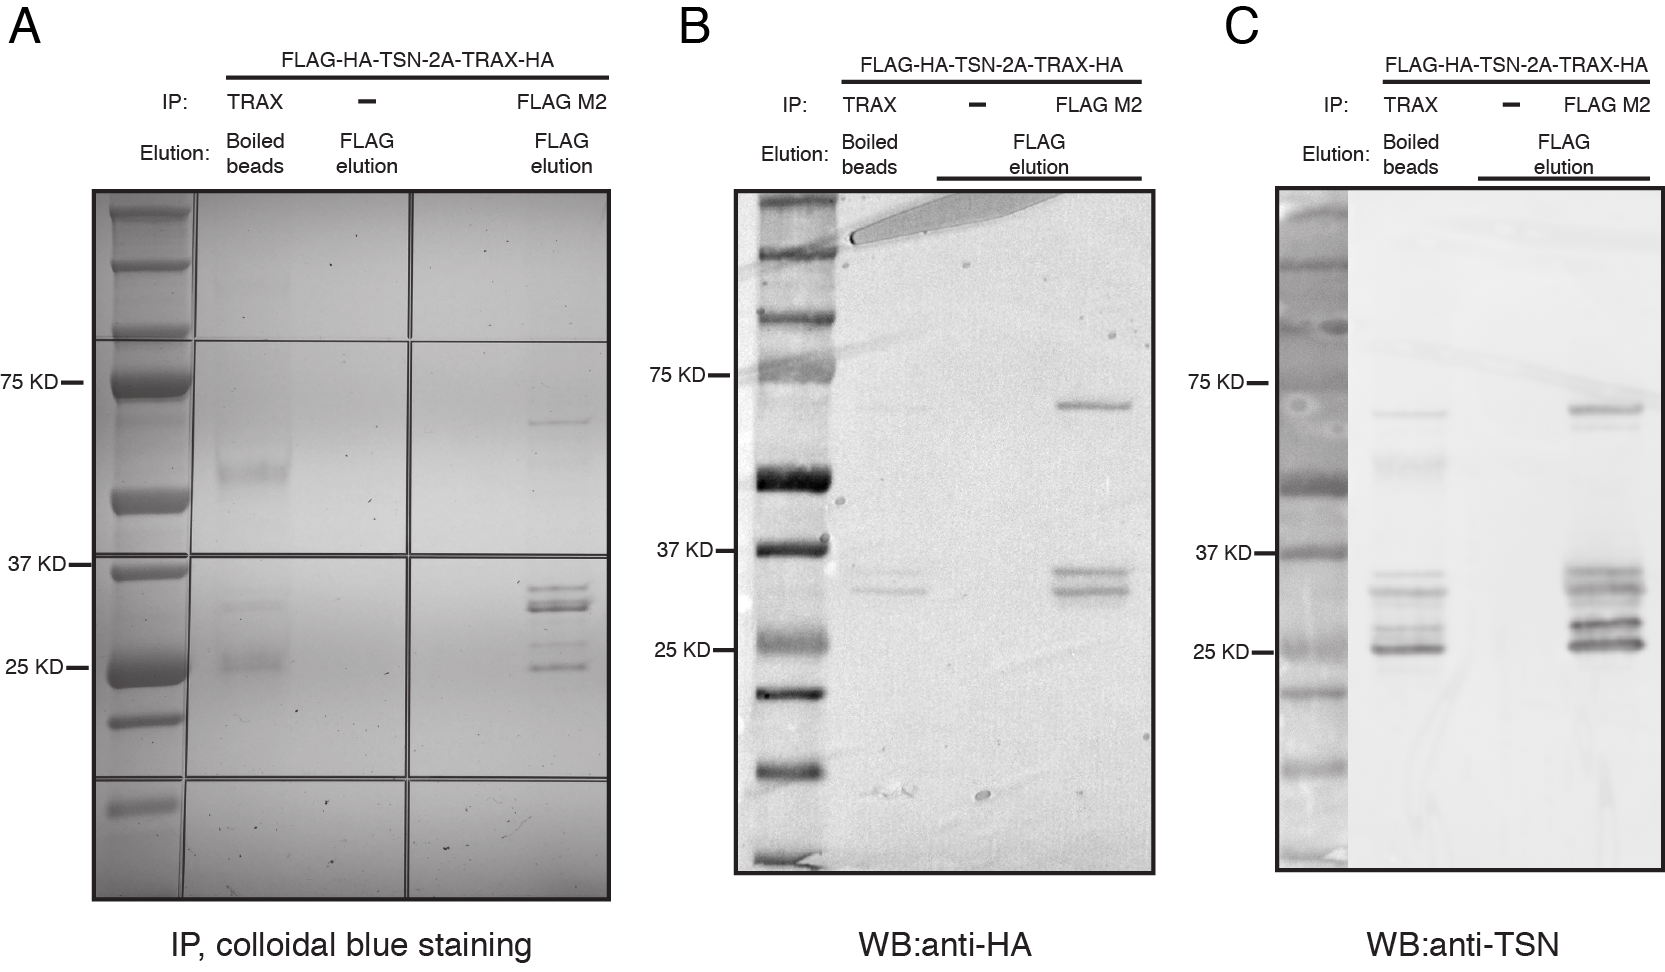 A
FLAG-HA-TSN-2A-TRAX-HA
IP: TRAX – FLAG M2
Elution: Boiled beads FLAG elution FLAG elution
75 KD
37 KD
25 KD
IP, colloidal blue staining
B
FLAG-HA-TSN-2A-TRAX-HA
IP: TRAX – FLAG M2
Elution: Boiled beads FLAG elution
75 KD
37 KD
25 KD
WB:anti-HA
C
FLAG-HA-TSN-2A-TRAX-HA
IP: TRAX – FLAG M2
Elution: Boiled beads FLAG elution
75 KD
37 KD
25 KD
WB:anti-TSN